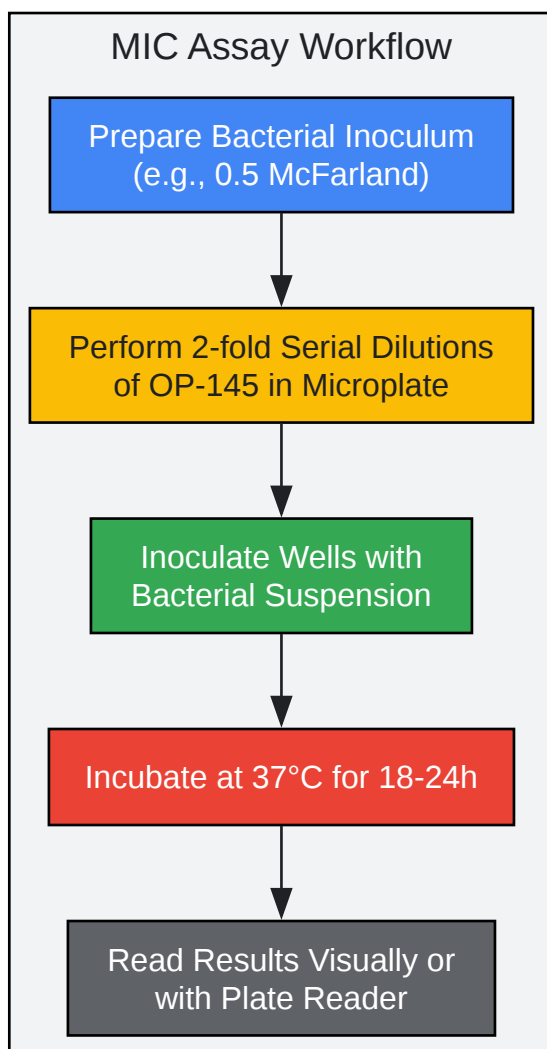 MIC Assay Workflow
Prepare Bacterial Inoculum
(e.g., 0.5 McFarland)
Perform 2-fold Serial Dilutions
of OP-145 in Microplate
Inoculate Wells with
Bacterial Suspension
Incubate at 37°C for 18-24h
Read Results Visually or
with Plate Reader